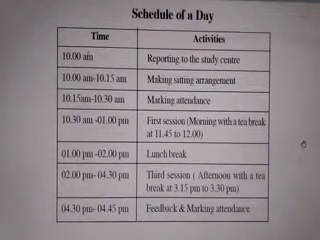 Schedule of a Day
Time Activities
10.00 am Reporting to the study centre
10.00 am-10.15 am Making sitting arrangement
10.15am-10.30 am Marking attendance
10.30 am -01.00 pm First session (Morning with a tea break
at 11.45 to 12.00)
01.00 pm -02.00 pm Lunch break
02.00 pm- 04.30 pm Third session ( Afternoon with a tea
break at 3.15 pm to 3.30 pm)
04.30 pm- 04.45 pm Feedback & Marking attendance